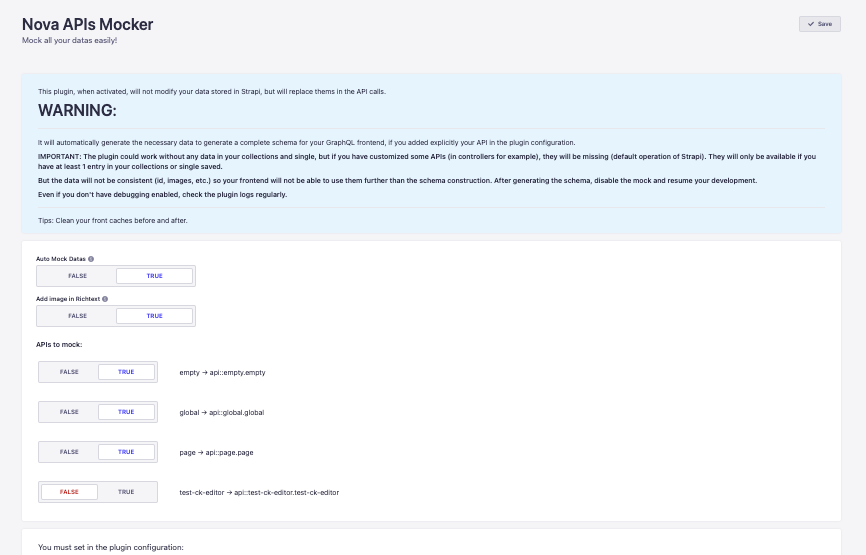 Nova APIs Mocker
Save
Mock all your datas easily!
This plugin, when activated, will not modify your data stored in Strapi, but will replace thems in the API calls.
WARNING:
It will automatically generate the necessary data to generate a complete schema for your GraphQL frontend, if you added explicitly your API in the plugin configuration.
IMPORTANT: The plugin could work without any data in your collections and single, but if you have customized some APIs (in controllers for example), they will be missing (default operation of Strapi). They will only be available if you
have at least 1 entry in your collections or single saved.
But the data will not be consistent (id, images, etc.) so your frontend will not be able to use them further than the schema construction. After generating the schema, disable the mock and resume your development.
Even if you don't have debugging enabled, check the plugin logs regularly.
Tips: Clean your front caches before and after.
Auto Mock Datas
FALSE TRUE
Add image in Richtext
FALSE TRUE
APIs to mock:
FALSE TRUE empty → api::empty.empty
FALSE TRUE global → api::global.global
FALSE TRUE page → api::page.page
FALSE TRUE test-ck-editor → api::test-ck-editor.test-ck-editor
You must set in the plugin configuration: